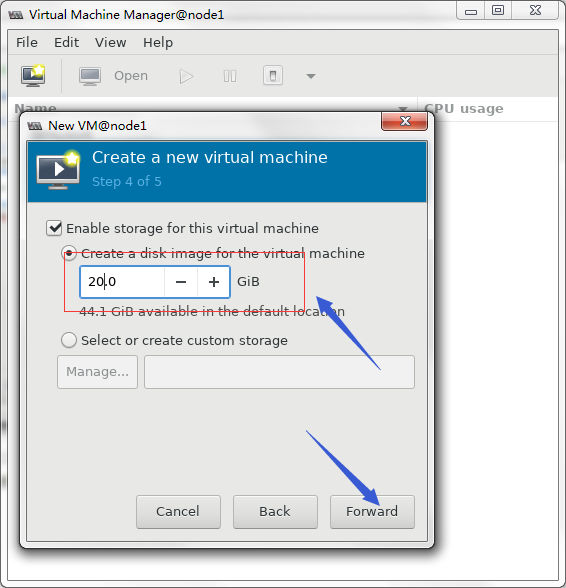 Virtual Machine Manager@node1
File Edit View Help
Open
Name CPU usage
New VM@node1
Create a new virtual machine
Step 4 of 5
Enable storage for this virtual machine
Create a disk image for the virtual machine
20.0 − + GiB
44.1 GiB available in the default location
Select or create custom storage
Manage...
Cancel Back Forward